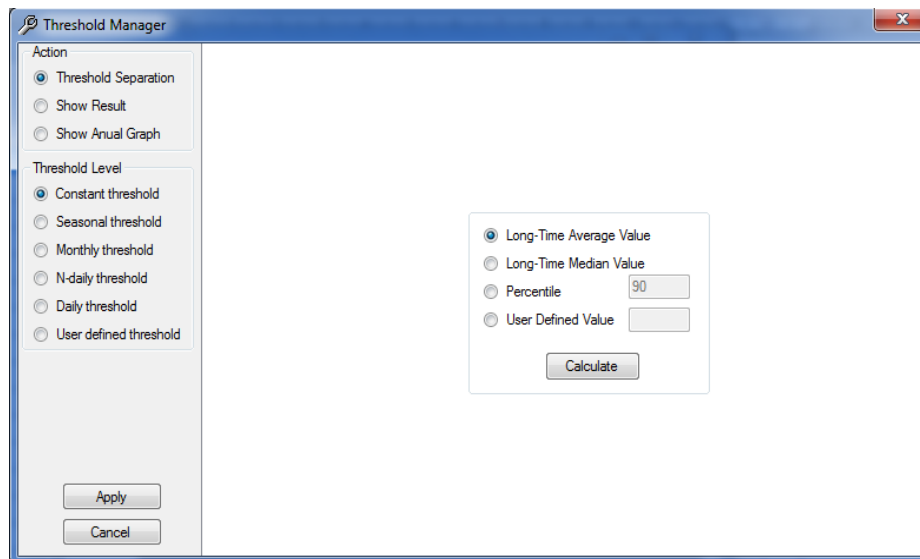 Threshold Manager
Action
Threshold Separation
Show Result
Show Anual Graph
Threshold Level
Constant threshold
Seasonal threshold
Monthly threshold
N-daily threshold
Daily threshold
User defined threshold
Apply
Cancel
Long-Time Average Value
Long-Time Median Value
Percentile 90
User Defined Value
Calculate